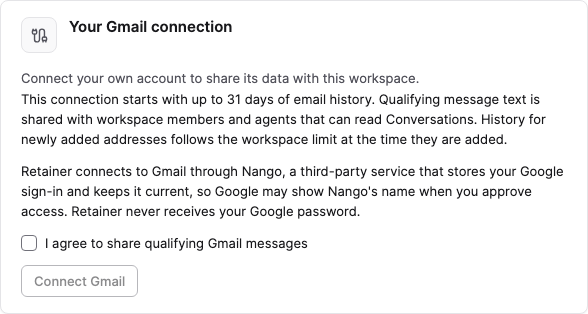 Your Gmail connection
Connect your own account to share its data with this workspace.
This connection starts with up to 31 days of email history. Qualifying message text is
shared with workspace members and agents that can read Conversations. History for
newly added addresses follows the workspace limit at the time they are added.
Retainer connects to Gmail through Nango, a third-party service that stores your Google
sign-in and keeps it current, so Google may show Nango's name when you approve
access. Retainer never receives your Google password.
I agree to share qualifying Gmail messages
Connect Gmail